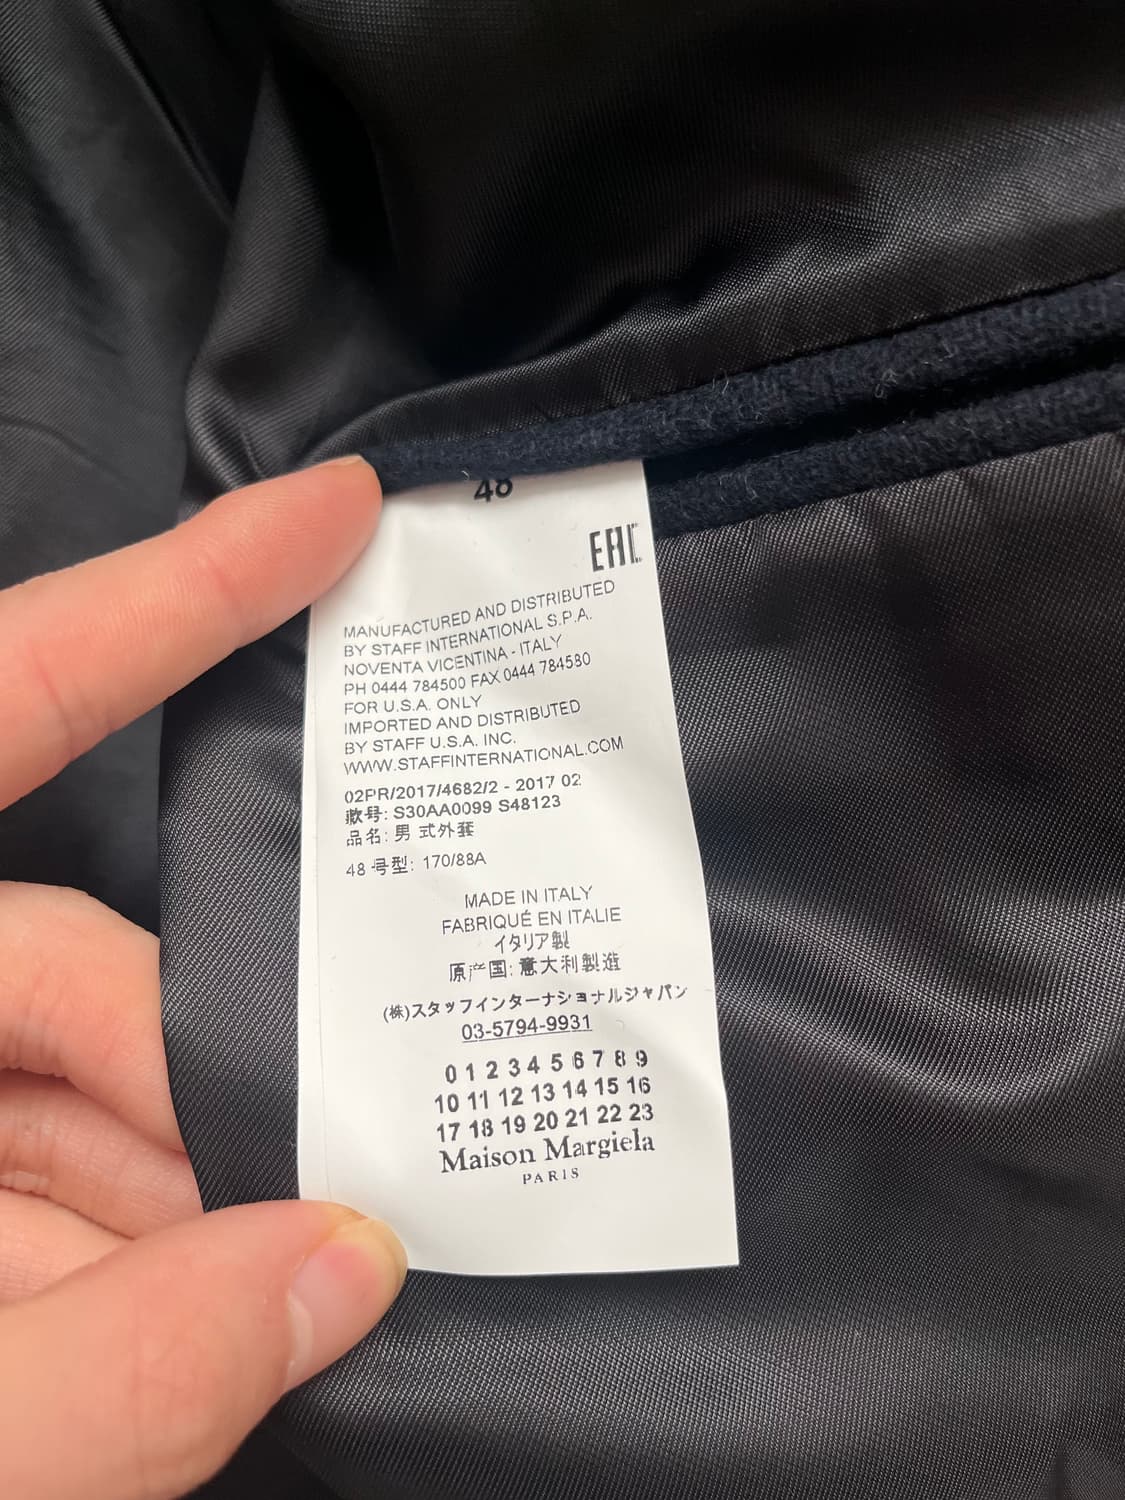 48
EAC
MANUFACTURED AND DISTRIBUTED
BY STAFF INTERNATIONAL S.P.A.
NOVENTA VICENTINA - ITALY
PH 0444 784500 FAX 0444 784580
FOR U.S.A. ONLY
IMPORTED AND DISTRIBUTED
BY STAFF U.S.A. INC.
WWW.STAFFINTERNATIONAL.COM
02PR/2017/4682/2 - 2017 02
款号: S30AA0099 S48123
品名: 男 式外套
48 号型: 170/88A
MADE IN ITALY
FABRIQUÉ EN ITALIE
イタリア製
原产国: 意大利製造
(株)スタッフインターナショナルジャパン
03-5794-9931
0 1 2 3 4 5 6 7 8 9
10 11 12 13 14 15 16
17 18 19 20 21 22 23
Maison Margiela
PARIS